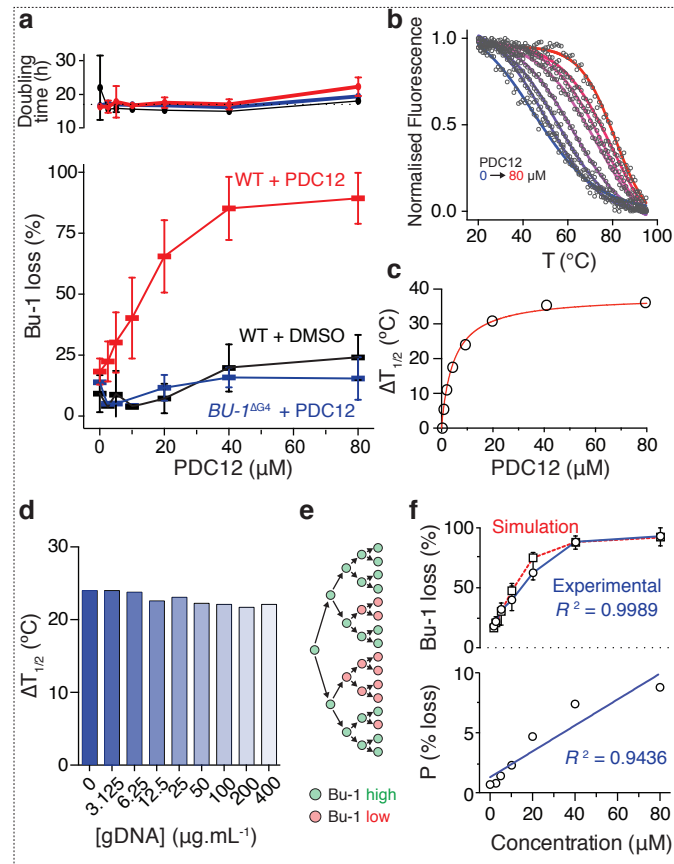 a
Doubling
time (h)
30
20
10
Bu-1 loss (%)
100
75
50
25
0
WT + PDC12
WT + DMSO
BU-1ΔG4 + PDC12
0
20
40
60
80
PDC12 (µM)
b
Normalised Fluorescence
1.0
0.5
0.0
PDC12
0 → 80 µM
20
40
60
80
100
T (°C)
c
ΔT1/2 (ºC)
40
30
20
10
0
0
20
40
60
80
PDC12 (µM)
d
ΔT1/2 (°C)
30
20
10
0
0
3.125
6.25
12.5
25
50
100
200
400
[gDNA] (µg.mL-1)
e
Bu-1 high
Bu-1 low
f
Bu-1 loss (%)
100
50
0
Simulation
Experimental
R2 = 0.9989
P (% loss)
10
5
0
R2 = 0.9436
0
20
40
60
80
Concentration (µM)